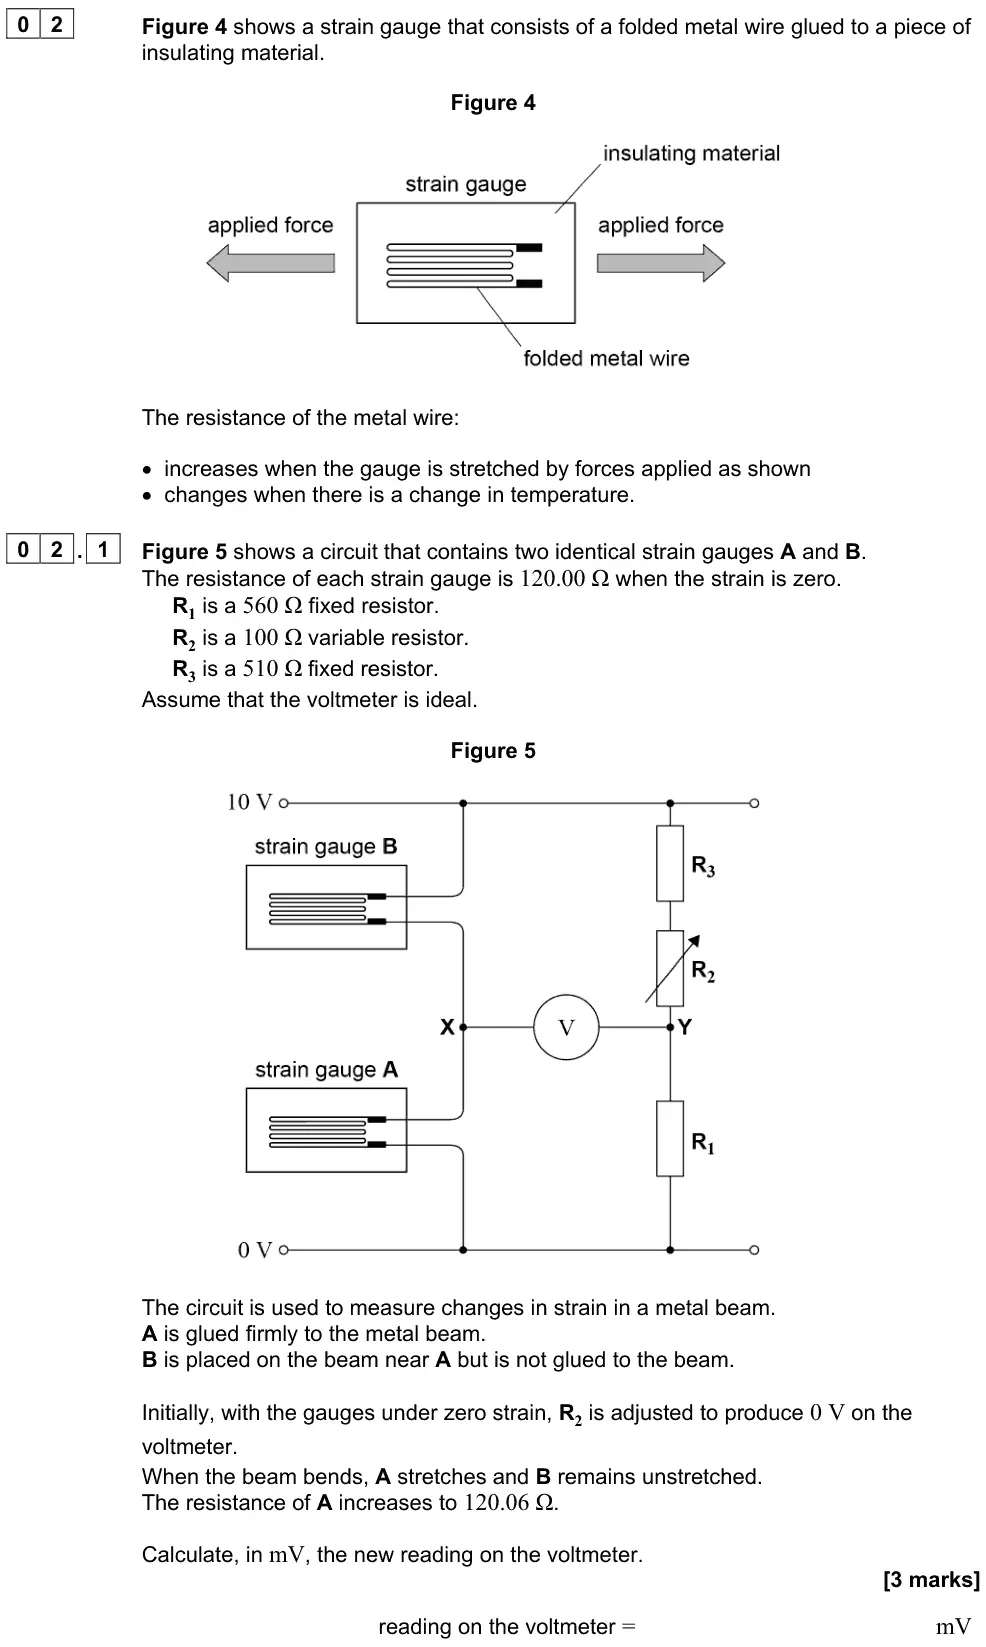 0 2 Figure 4 shows a strain gauge that consists of a folded metal wire glued to a piece of
insulating material.
Figure 4
insulating material
strain gauge
applied force applied force
folded metal wire
The resistance of the metal wire:
• increases when the gauge is stretched by forces applied as shown
• changes when there is a change in temperature.
0 2 . 1 Figure 5 shows a circuit that contains two identical strain gauges A and B.
The resistance of each strain gauge is 120.00 Ω when the strain is zero.
R₁ is a 560 Ω fixed resistor.
R₂ is a 100 Ω variable resistor.
R₃ is a 510 Ω fixed resistor.
Assume that the voltmeter is ideal.
Figure 5
10 V
strain gauge B
R₃
R₂
X V Y
strain gauge A
R₁
0 V
The circuit is used to measure changes in strain in a metal beam.
A is glued firmly to the metal beam.
B is placed on the beam near A but is not glued to the beam.
Initially, with the gauges under zero strain, R₂ is adjusted to produce 0 V on the
voltmeter.
When the beam bends, A stretches and B remains unstretched.
The resistance of A increases to 120.06 Ω.
Calculate, in mV, the new reading on the voltmeter.
[3 marks]
reading on the voltmeter = mV